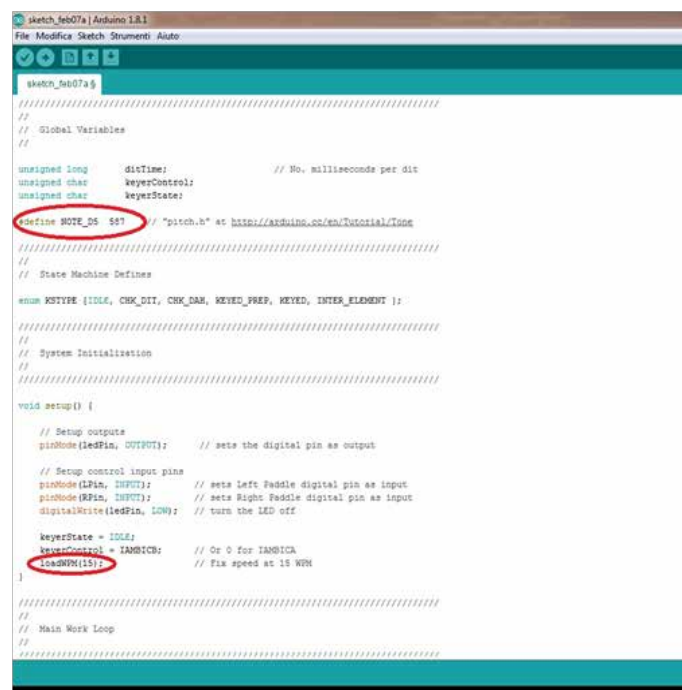 sketch_feb07a | Arduino 1.8.1
File Modifica Sketch Strumenti Aiuto
sketch_feb07a §
////////////////////////////////////////////////////////////////////////////////
//
// Global Variables
//
unsigned long ditTime; // No. milliseconds per dit
unsigned char keyerControl;
unsigned char keyerState;
#define NOTE_D5 587 // "pitch.h" at http://arduino.cc/en/Tutorial/Tone
////////////////////////////////////////////////////////////////////////////////
//
// State Machine Defines
enum KSTYPE {IDLE, CHK_DIT, CHK_DAH, KEYED_PREP, KEYED, INTER_ELEMENT };
////////////////////////////////////////////////////////////////////////////////
//
// System Initialization
//
////////////////////////////////////////////////////////////////////////////////
void setup() {
// Setup outputs
pinMode(ledPin, OUTPUT); // sets the digital pin as output
// Setup control input pins
pinMode(LPin, INPUT); // sets Left Paddle digital pin as input
pinMode(RPin, INPUT); // sets Right Paddle digital pin as input
digitalWrite(ledPin, LOW); // turn the LED off
keyerState = IDLE;
keyerControl = IAMBICB; // Or 0 for IAMBICA
loadWPM(15); // Fix speed at 15 WPM
}
////////////////////////////////////////////////////////////////////////////////
//
// Main Work Loop
//
////////////////////////////////////////////////////////////////////////////////